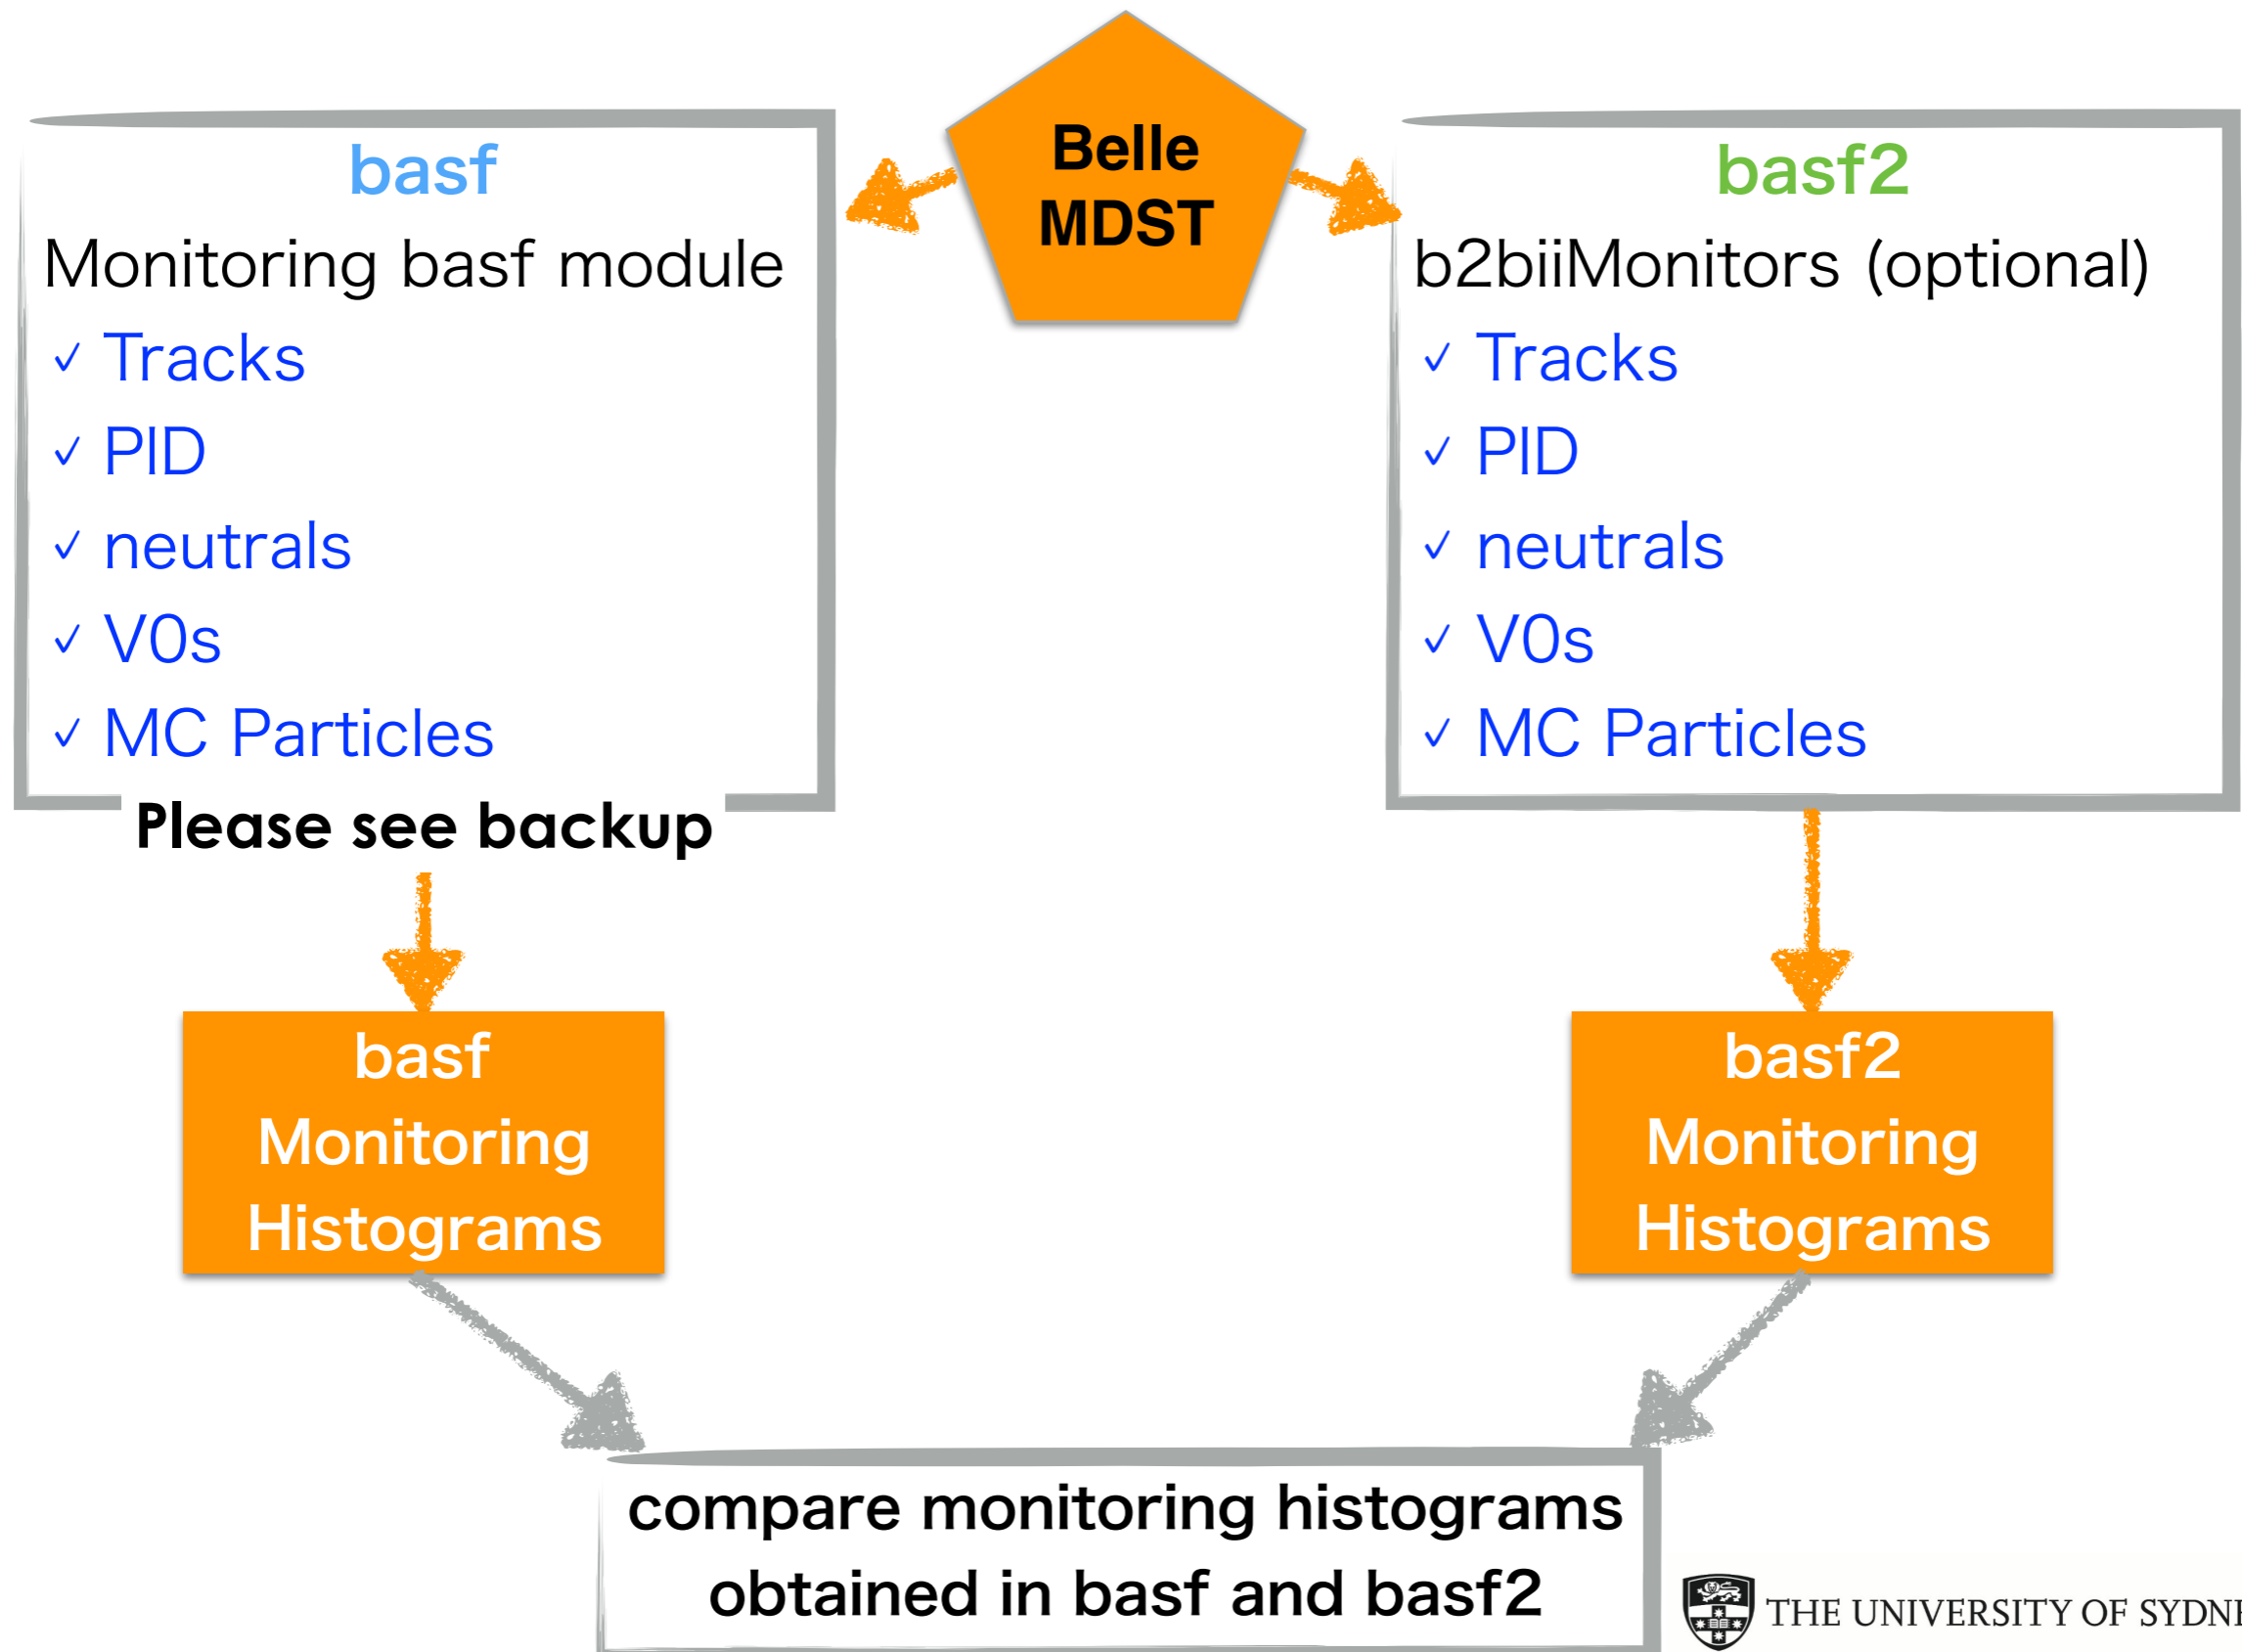 Belle
MDST
basf
Monitoring basf module
✓ Tracks
✓ PID
✓ neutrals
✓ V0s
✓ MC Particles
Please see backup
basf2
b2biiMonitors (optional)
✓ Tracks
✓ PID
✓ neutrals
✓ V0s
✓ MC Particles
basf
Monitoring
Histograms
basf2
Monitoring
Histograms
compare monitoring histograms
obtained in basf and basf2
THE UNIVERSITY OF